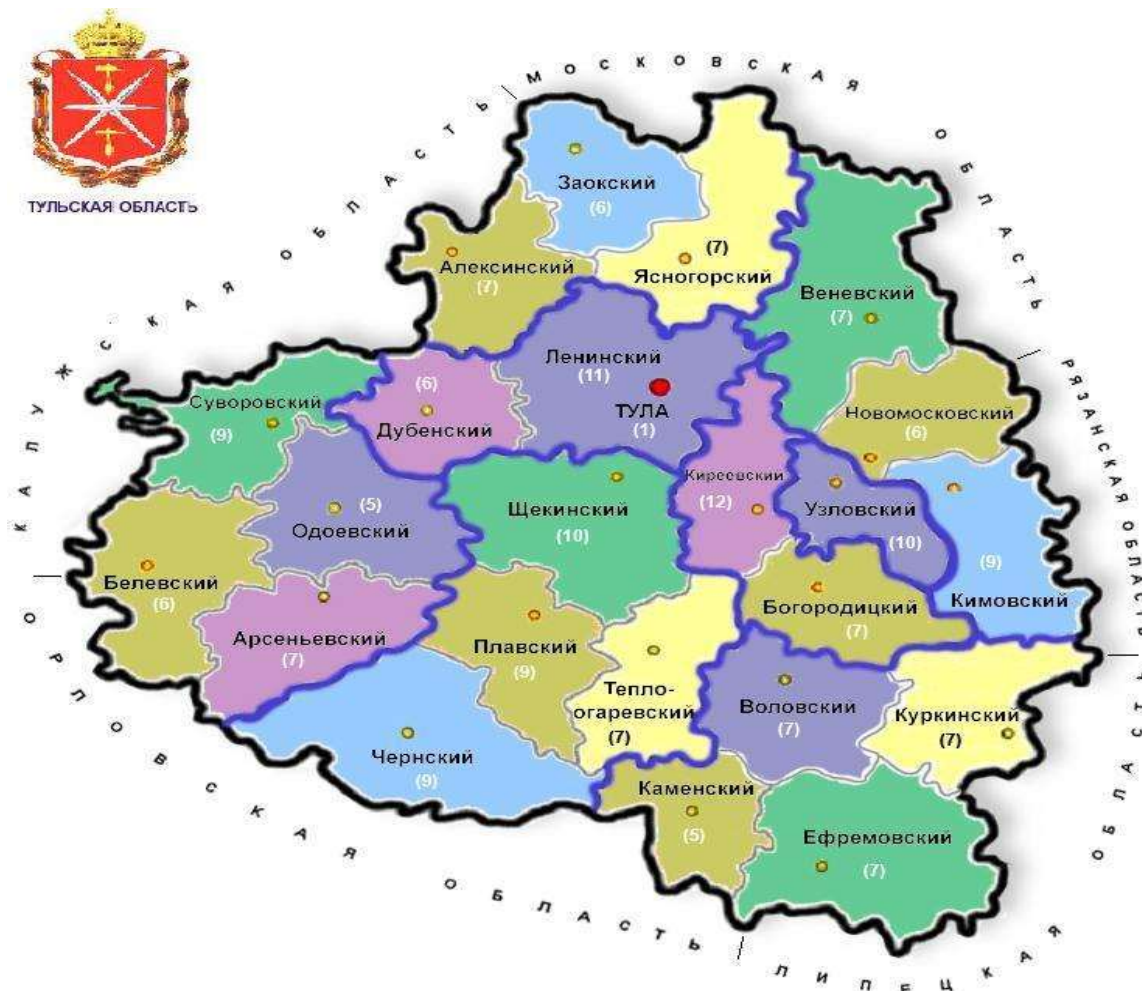 ТУЛЬСКАЯ ОБЛАСТЬ
МОСКОВСКАЯ ОБЛАСТЬ
КАЛУЖСКАЯ ОБЛАСТЬ
РЯЗАНСКАЯ ОБЛАСТЬ
Заокский
(6)
Алексинский
(7)
(7)
Ясногорский
Веневский
(7)
Ленинский
(11)
ТУЛА
(1)
Суворовский
(9)
(6)
Дубенский
Новомосковский
(6)
Киреевский
(12)
Узловский
(10)
Щекинский
(10)
(5)
Одоевский
(9)
Кимовский
Белевский
(6)
Богородицкий
(7)
Арсеньевский
(7)
Плавский
(9)
Тепло-
огаревский
(7)
Воловский
(7)
Куркинский
(7)
Чернский
(9)
Каменский
(5)
Ефремовский
(7)
ОРЛОВСКАЯ ОБЛАСТЬ
ЛИПЕЦКАЯ ОБЛАСТЬ